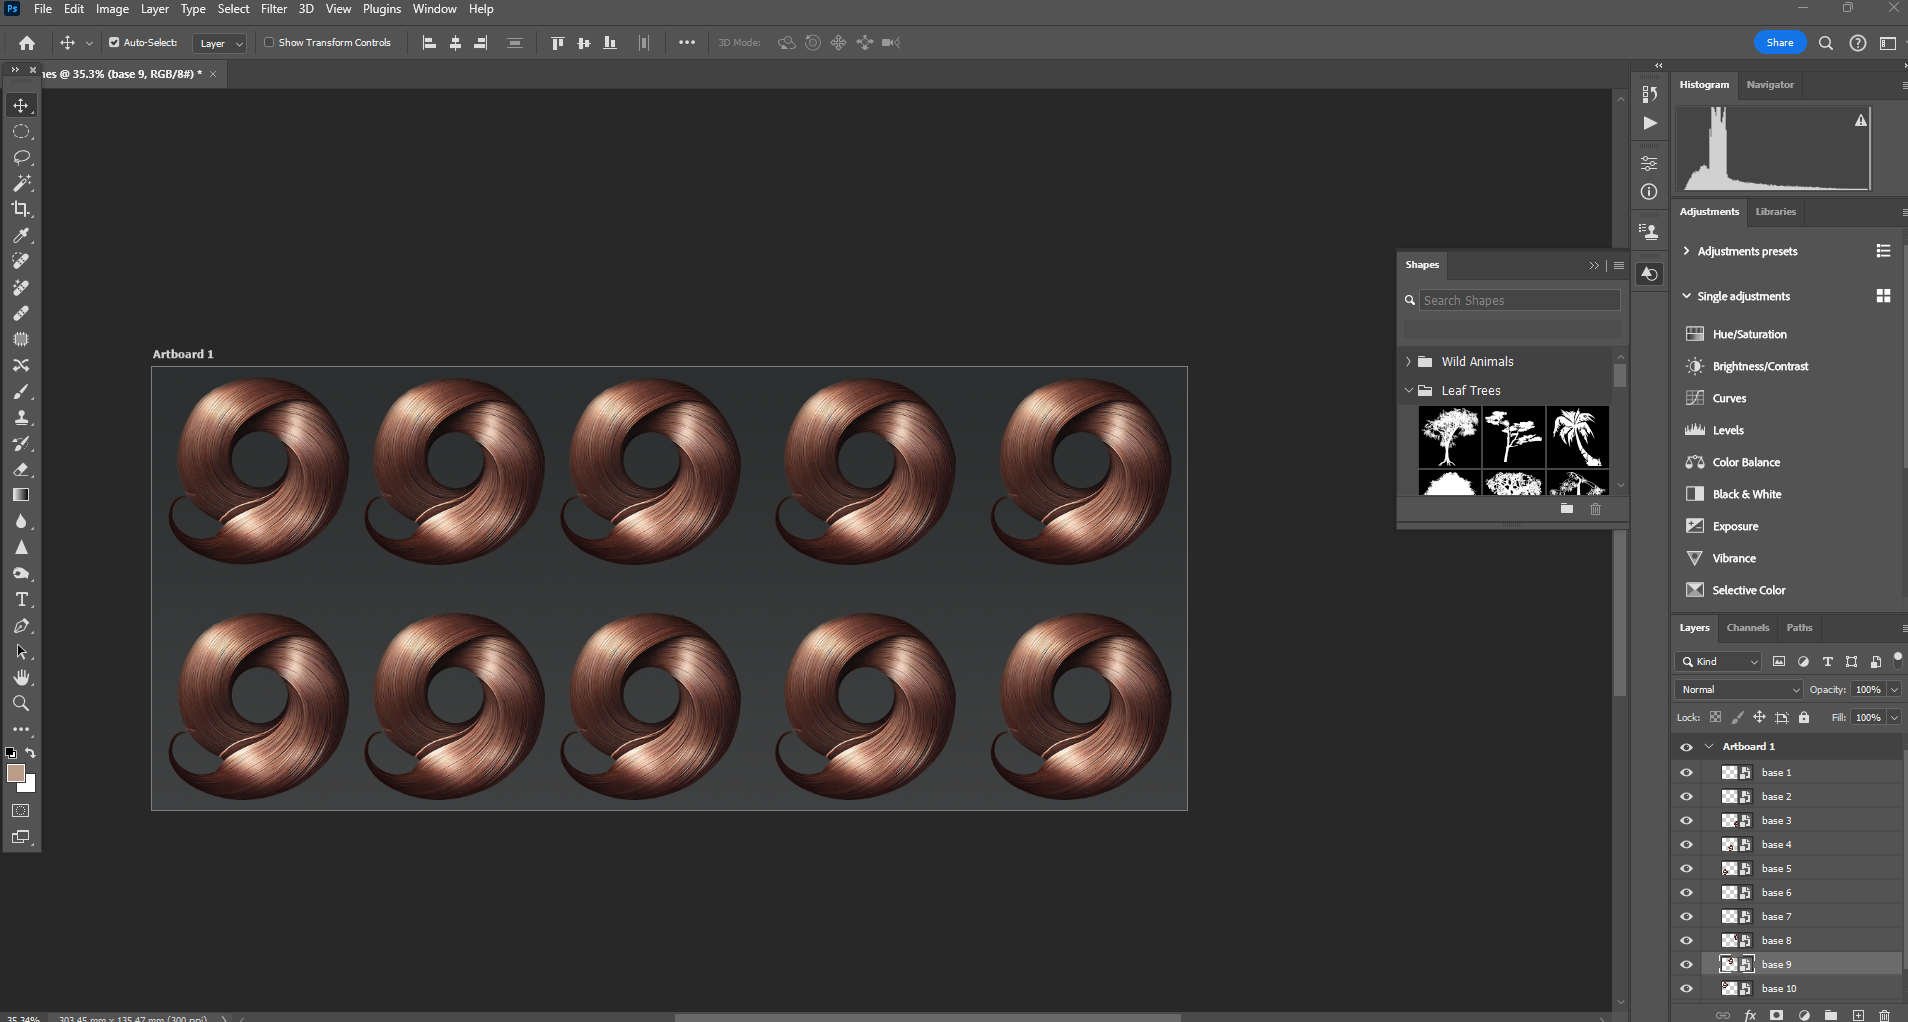 Ps File Edit Image Layer Type Select Filter 3D View Plugins Window Help
Auto-Select: Layer Show Transform Controls 3D Mode: Share
nes @ 35.3% (base 9, RGB/8#) *
Histogram Navigator
Adjustments Libraries
Adjustments presets
Single adjustments
Hue/Saturation
Brightness/Contrast
Curves
Levels
Color Balance
Black & White
Exposure
Vibrance
Selective Color
Shapes
Search Shapes
Wild Animals
Leaf Trees
Artboard 1
Layers Channels Paths
Kind
Normal Opacity: 100%
Lock: Fill: 100%
Artboard 1
base 1
base 2
base 3
base 4
base 5
base 6
base 7
base 8
base 9
base 10
fx
35.34% 303.45 mm x 135.47 mm (300 ppi)